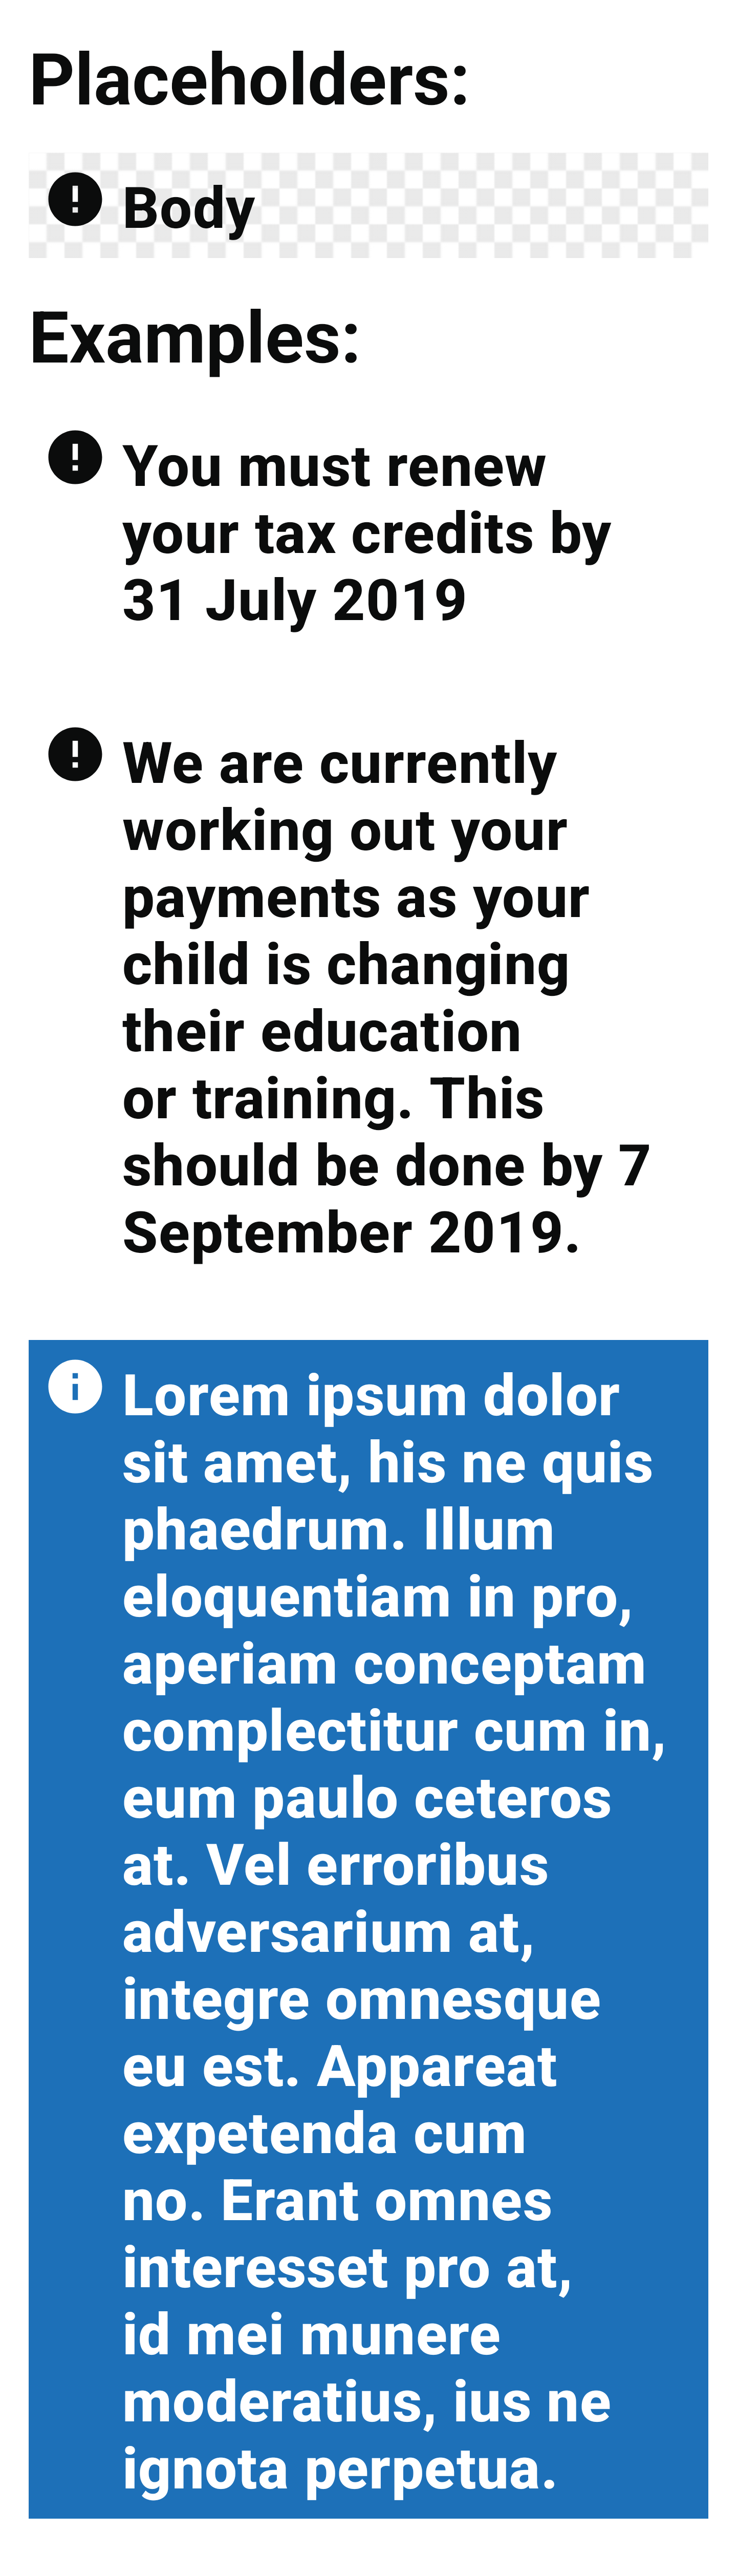 Placeholders:
! Body
Examples:
! You must renew
your tax credits by
31 July 2019
! We are currently
working out your
payments as your
child is changing
their education
or training. This
should be done by 7
September 2019.
i Lorem ipsum dolor
sit amet, his ne quis
phaedrum. Illum
eloquentiam in pro,
aperiam conceptam
complectitur cum in,
eum paulo ceteros
at. Vel erroribus
adversarium at,
integre omnesque
eu est. Appareat
expetenda cum
no. Erant omnes
interesset pro at,
id mei munere
moderatius, ius ne
ignota perpetua.